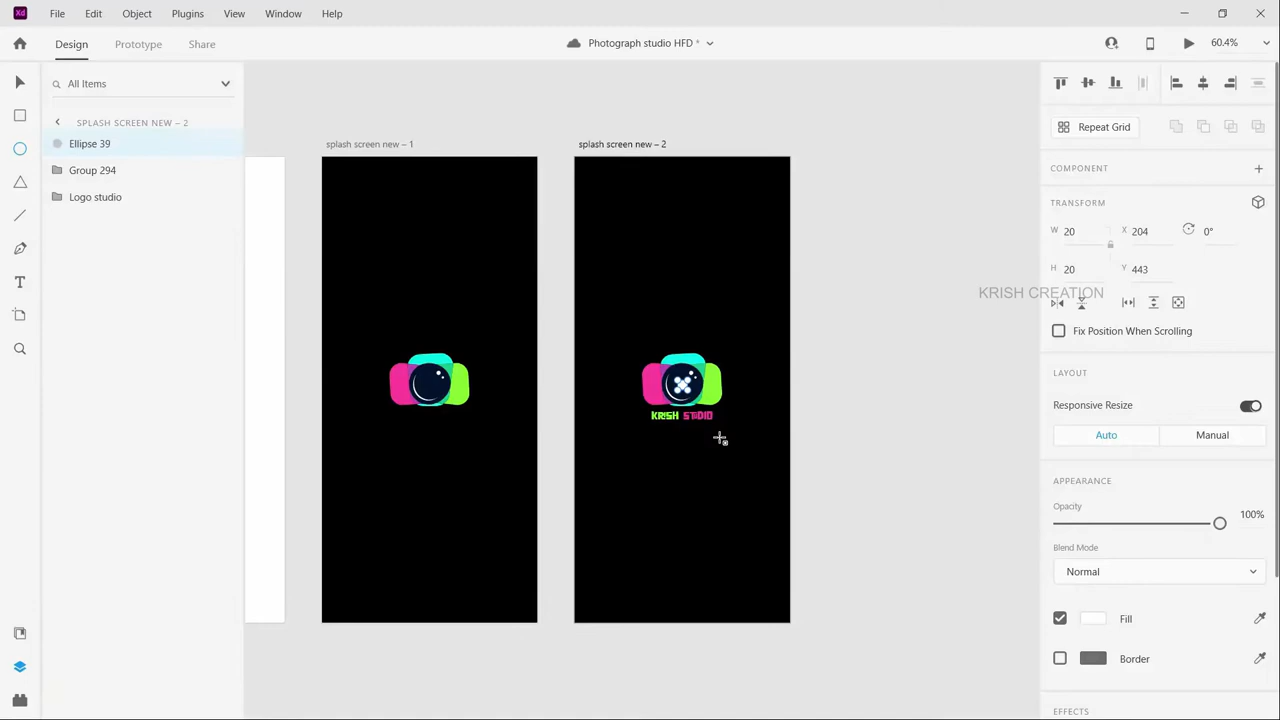 Xd File Edit Object Plugins View Window Help
Design Prototype Share Photograph studio HFD * 60.4%
All Items
SPLASH SCREEN NEW – 2
Ellipse 39
Group 294
Logo studio
splash screen new – 1 splash screen new – 2
KRISH STUDIO
Repeat Grid
COMPONENT
TRANSFORM
W 20 X 204 0°
H 20 Y 443
KRISH CREATION
Fix Position When Scrolling
LAYOUT
Responsive Resize
Auto Manual
APPEARANCE
Opacity 100%
Blend Mode
Normal
Fill
Border
EFFECTS